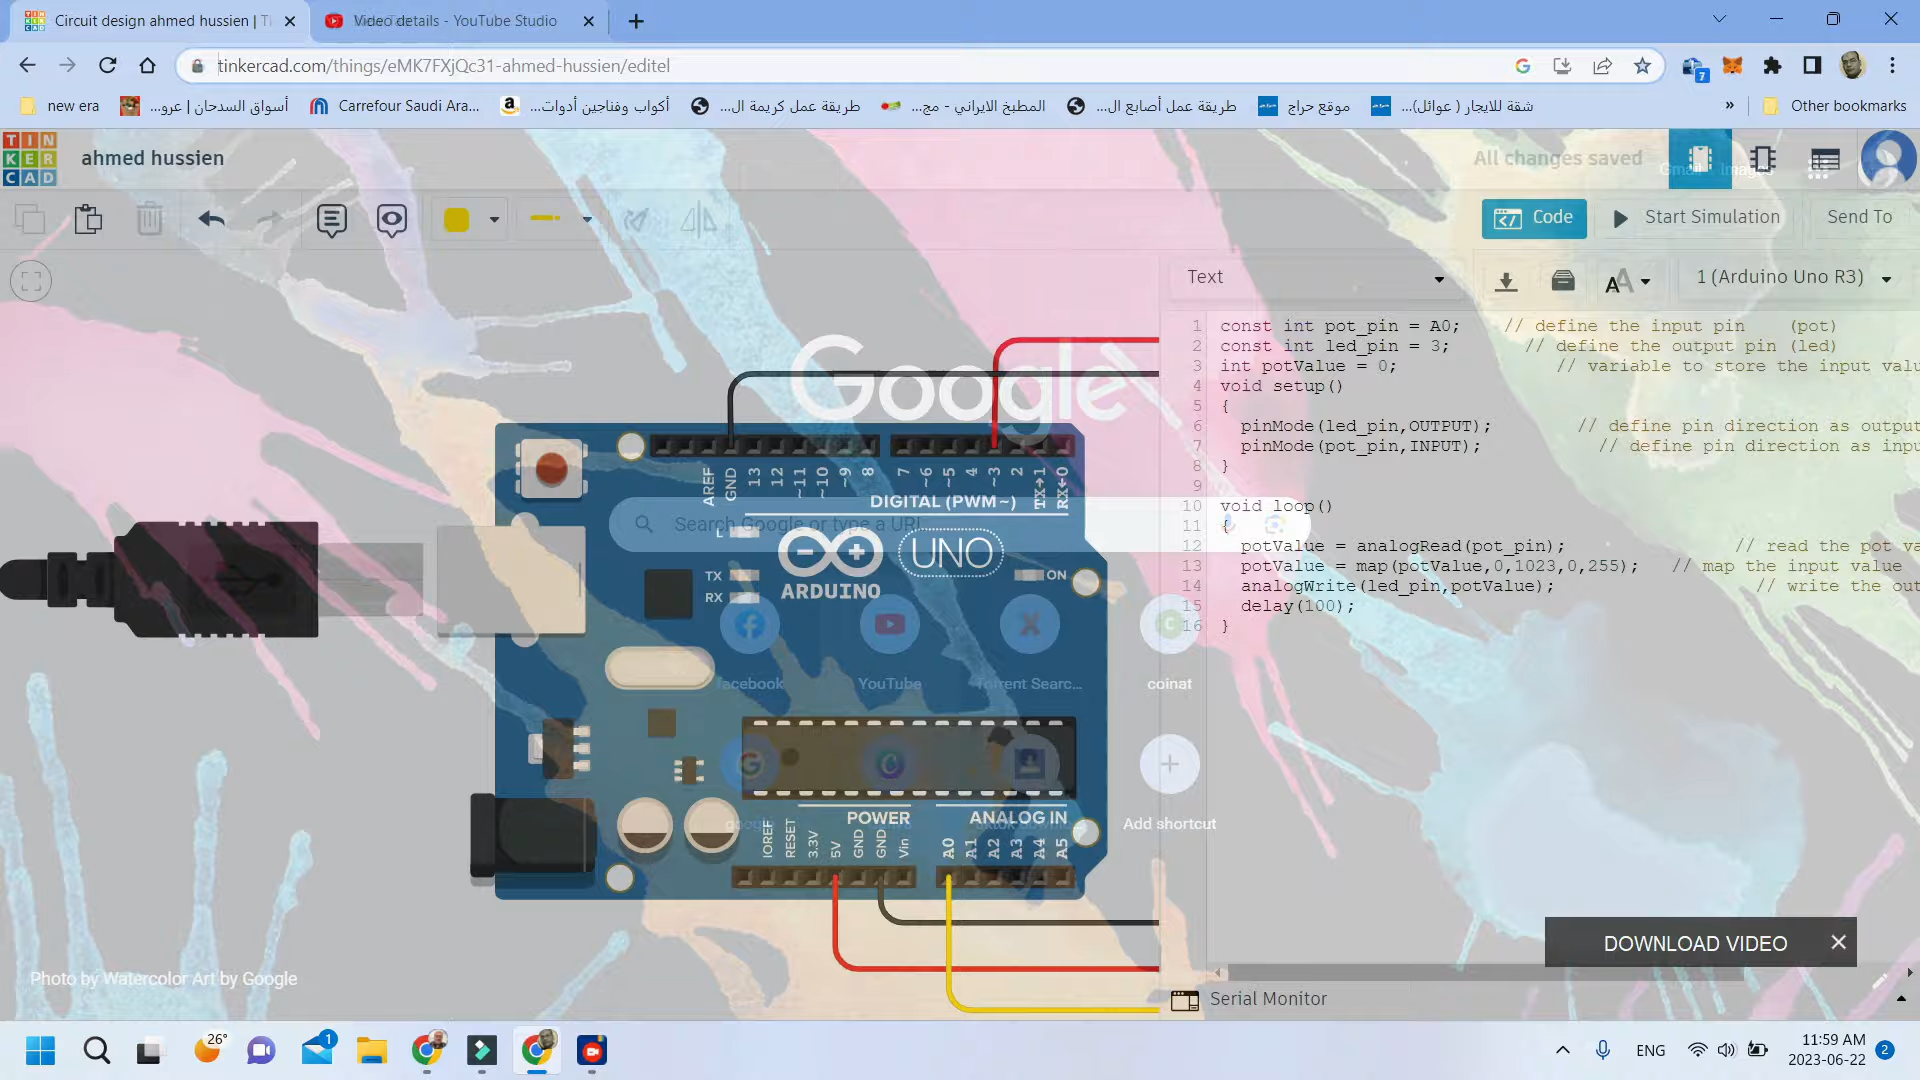 Circuit design ahmed hussien | Ti
Video details - YouTube Studio
tinkercad.com/things/eMK7FXjQc31-ahmed-hussien/editel
7
new era
أسواق السدحان | عرو...
Carrefour Saudi Ara...
أكواب وفناجين أدوات...
طريقة عمل كريمة ال...
المطبخ الايراني - مج...
طريقة عمل أصابع ال...
موقع حراج
شقة للايجار ( عوائل)...
»
Other bookmarks
TIN
KER
CAD
ahmed hussien
All changes saved
Gmail
Images
Code
Start Simulation
Send To
Text
1 (Arduino Uno R3)
1 const int pot_pin = A0; // define the input pin (pot)
2 const int led_pin = 3; // define the output pin (led)
3 int potValue = 0; // variable to store the input valu
4 void setup()
5 {
6 pinMode(led_pin,OUTPUT); // define pin direction as output
7 pinMode(pot_pin,INPUT); // define pin direction as inpu
8 }
9
10 void loop()
11 {
12 potValue = analogRead(pot_pin); // read the pot va
13 potValue = map(potValue,0,1023,0,255); // map the input value
14 analogWrite(led_pin,potValue); // write the out
15 delay(100);
16 }
Google
AREF
GND
13
12
~11
~10
~9
8
7
~6
~5
4
~3
2
TX→1
RX←0
DIGITAL (PWM~)
Search Google or type a URL
L
TX
RX
UNO
ARDUINO
ON
facebook
YouTube
Torrent Searc...
coinat
google
Add shortcut
POWER
ANALOG IN
IOREF
RESET
3.3V
5V
GND
GND
Vin
A0
A1
A2
A3
A4
A5
DOWNLOAD VIDEO
Photo by Watercolor Art by Google
Serial Monitor
26°
1
ENG
11:59 AM
2023-06-22
2